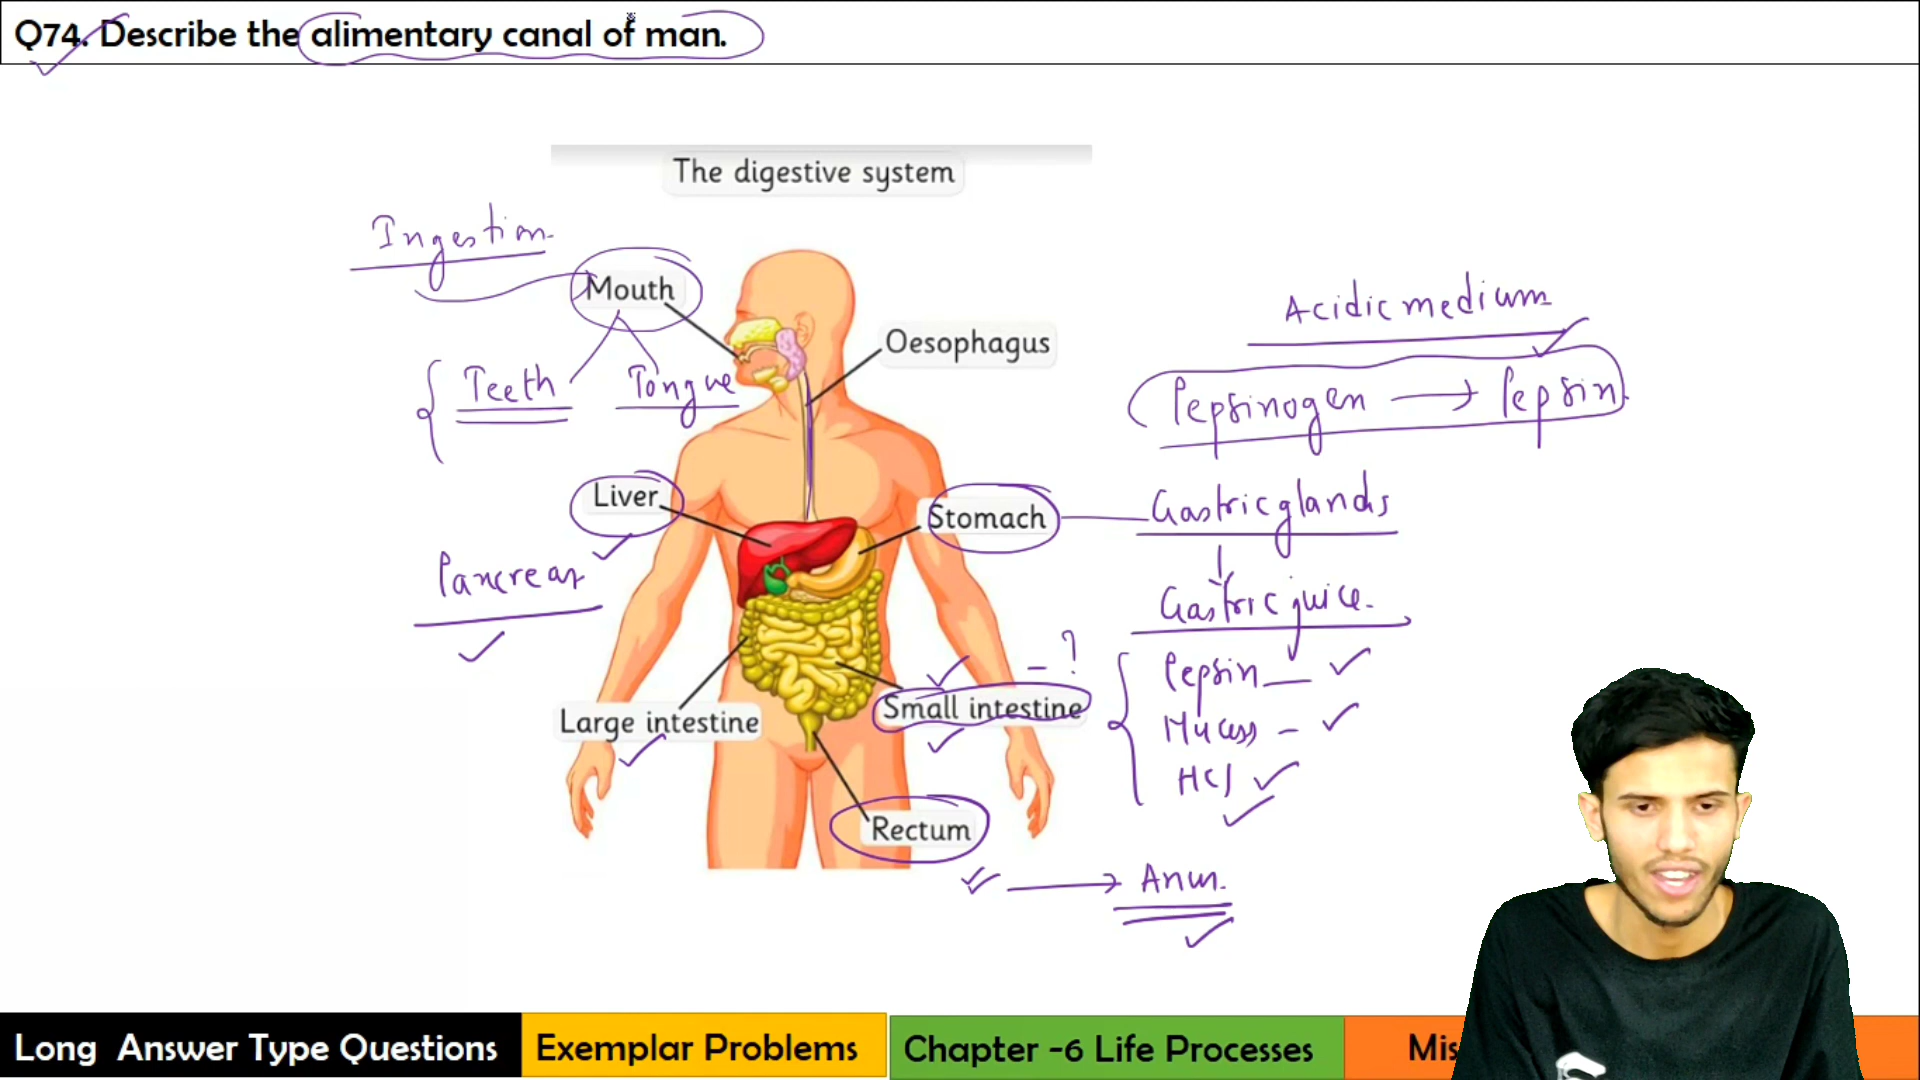 Q74. Describe the alimentary canal of man.
The digestive system
Ingestion
Mouth
Teeth
Tongue
Oesophagus
Acidic medium
Pepsinogen → Pepsin
Liver
Stomach
Gastric glands
Pancreas
Gastric juice.
- ?
Pepsin
Small intestine
Mucus -
Large intestine
HCl
Rectum
→ Anus.
Long Answer Type Questions
Exemplar Problems
Chapter -6 Life Processes